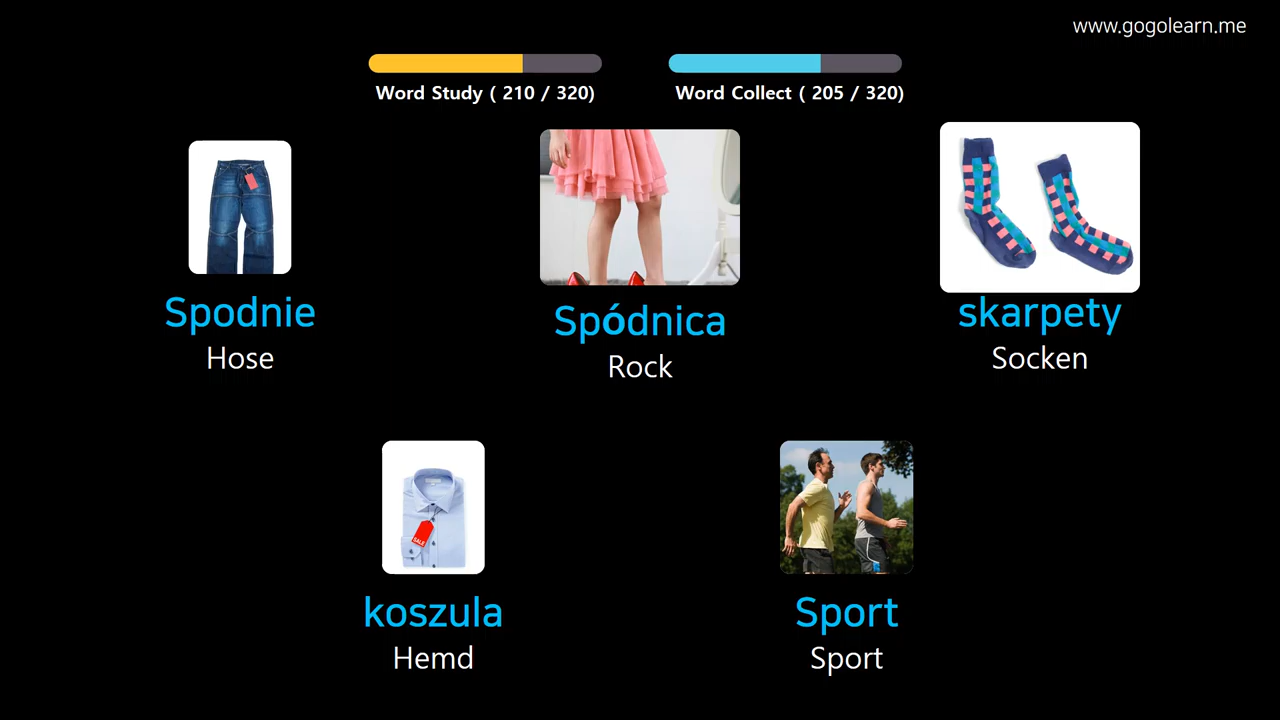 www.gogolearn.me
Word Study ( 210 / 320)
Word Collect ( 205 / 320)
Spodnie
Hose
Spódnica
Rock
skarpety
Socken
SALE
koszula
Hemd
Sport
Sport